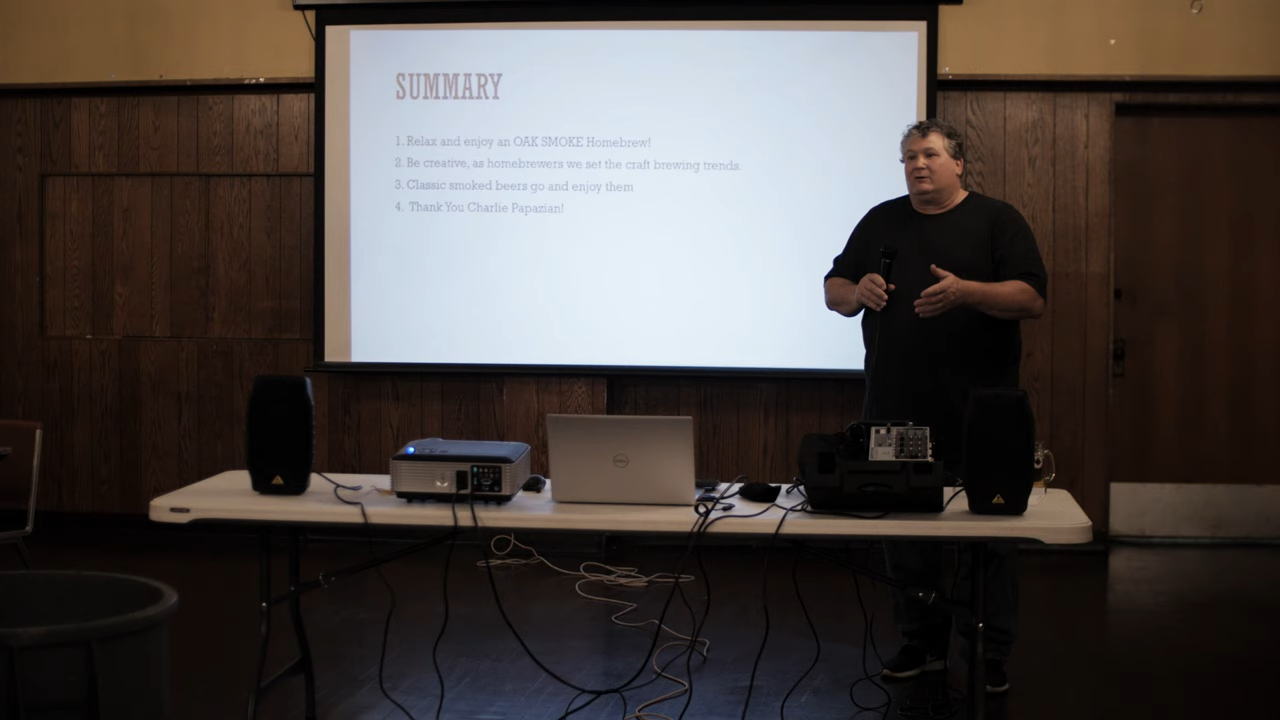 SUMMARY
1. Relax and enjoy an OAK SMOKE Homebrew!
2. Be creative, as homebrewers we set the craft brewing trends.
3. Classic smoked beers go and enjoy them
4. Thank You Charlie Papazian!
DELL